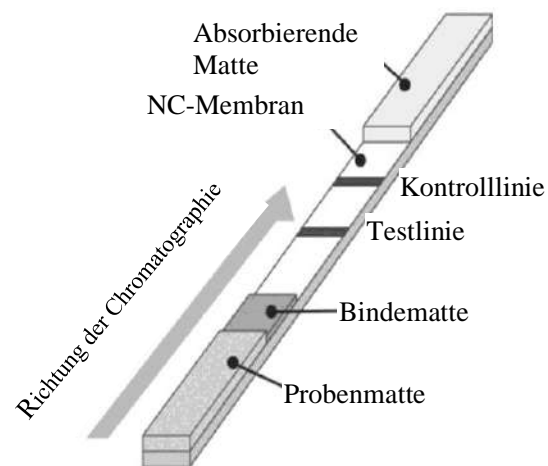 Absorbierende
Matte
NC-Membran
Kontrolllinie
Testlinie
Bindematte
Probenmatte
Richtung der Chromatographie